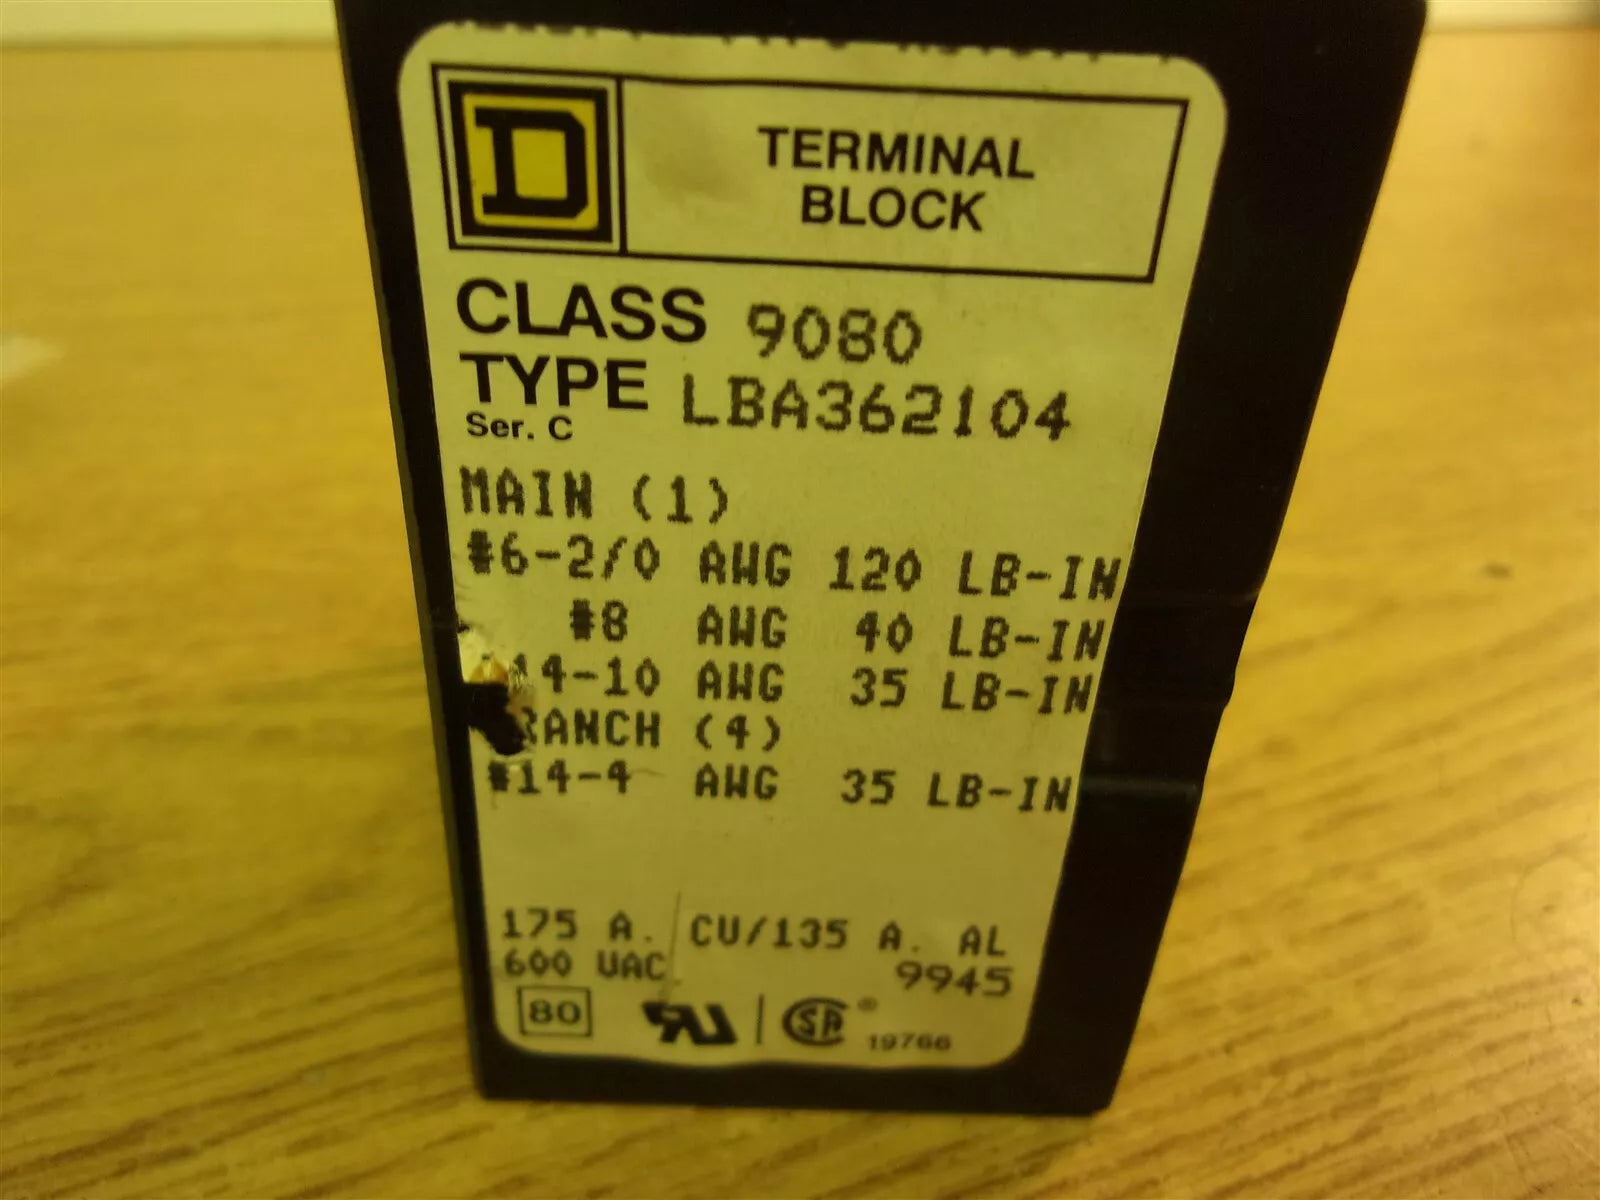 D
TERMINAL
BLOCK
CLASS 9080
TYPE LBA362104
Ser. C
MAIN (1)
#6-2/0 AWG 120 LB-IN
#8 AWG 40 LB-IN
14-10 AWG 35 LB-IN
RANCH (4)
#14-4 AWG 35 LB-IN
175 A. CU/135 A. AL
600 VAC 9945
80 RU SA® 19766